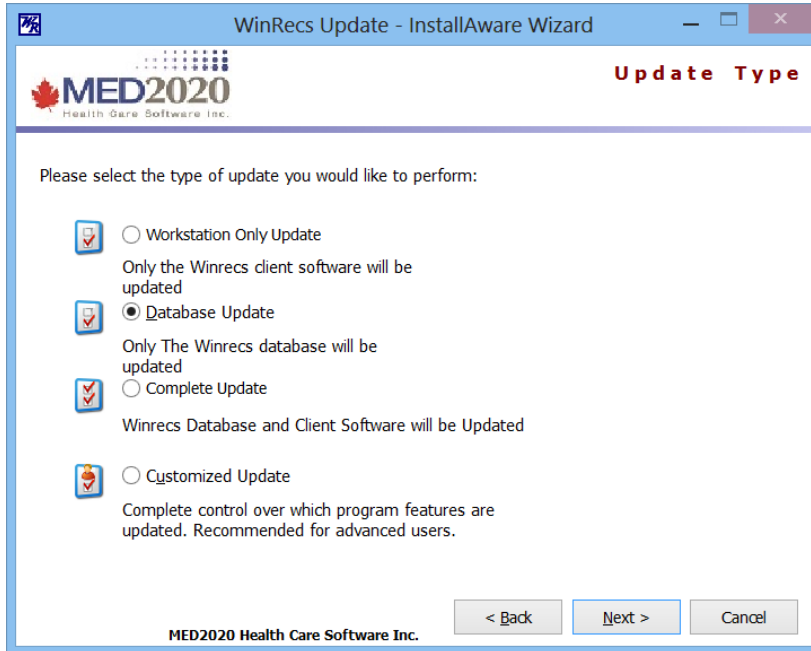 WinRecs Update - InstallAware Wizard
MED2020
Health Care Software Inc.
Update Type
Please select the type of update you would like to perform:
Workstation Only Update
Only the Winrecs client software will be
updated
Database Update
Only The Winrecs database will be
updated
Complete Update
Winrecs Database and Client Software will be Updated
Customized Update
Complete control over which program features are
updated. Recommended for advanced users.
< Back Next > Cancel
MED2020 Health Care Software Inc.